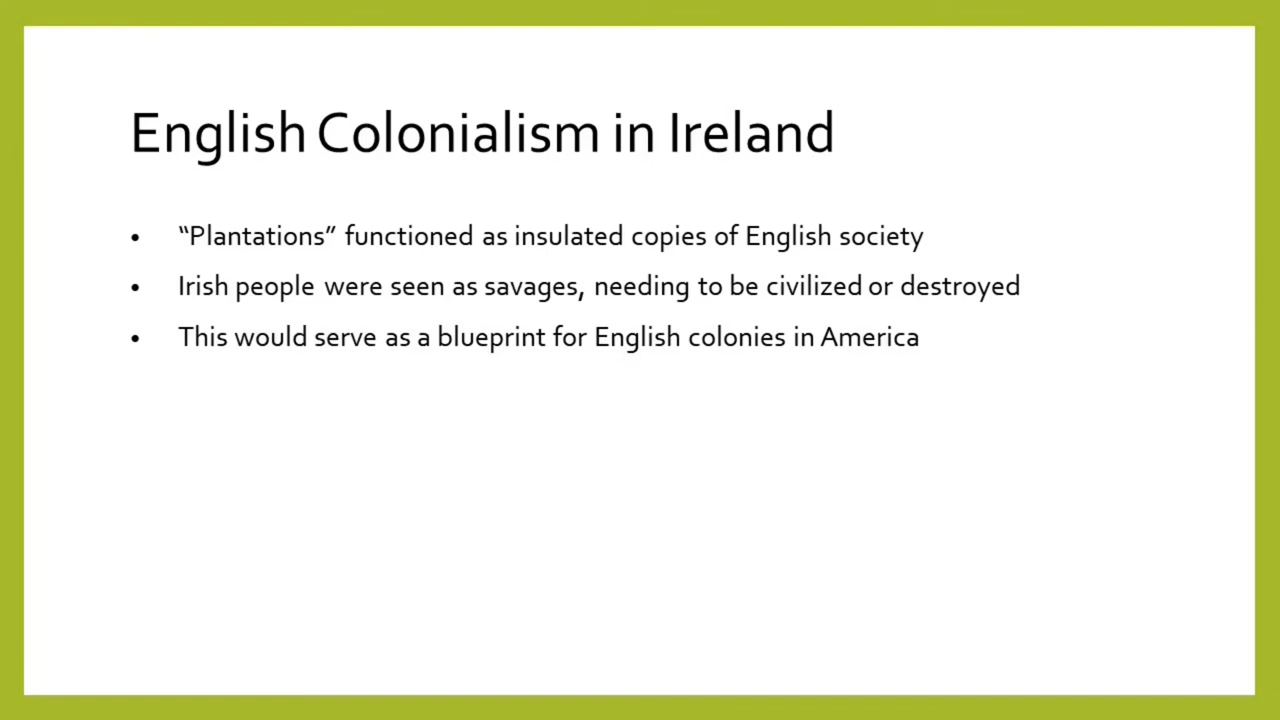 English Colonialism in Ireland
• “Plantations” functioned as insulated copies of English society
• Irish people were seen as savages, needing to be civilized or destroyed
• This would serve as a blueprint for English colonies in America